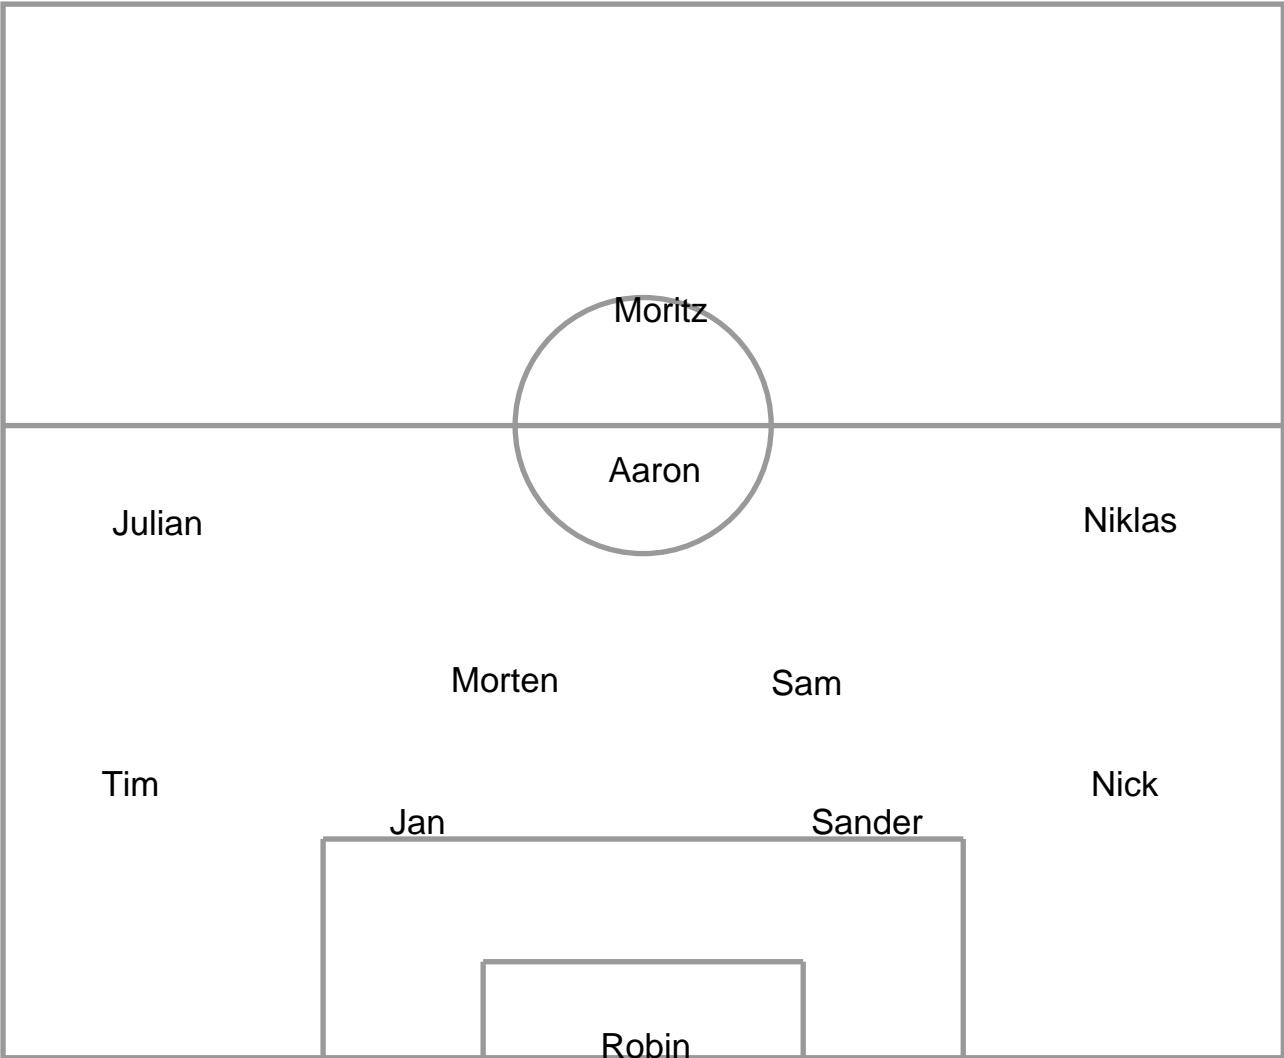 Moritz
Aaron
Julian
Niklas
Morten
Sam
Tim
Nick
Jan
Sander
Robin